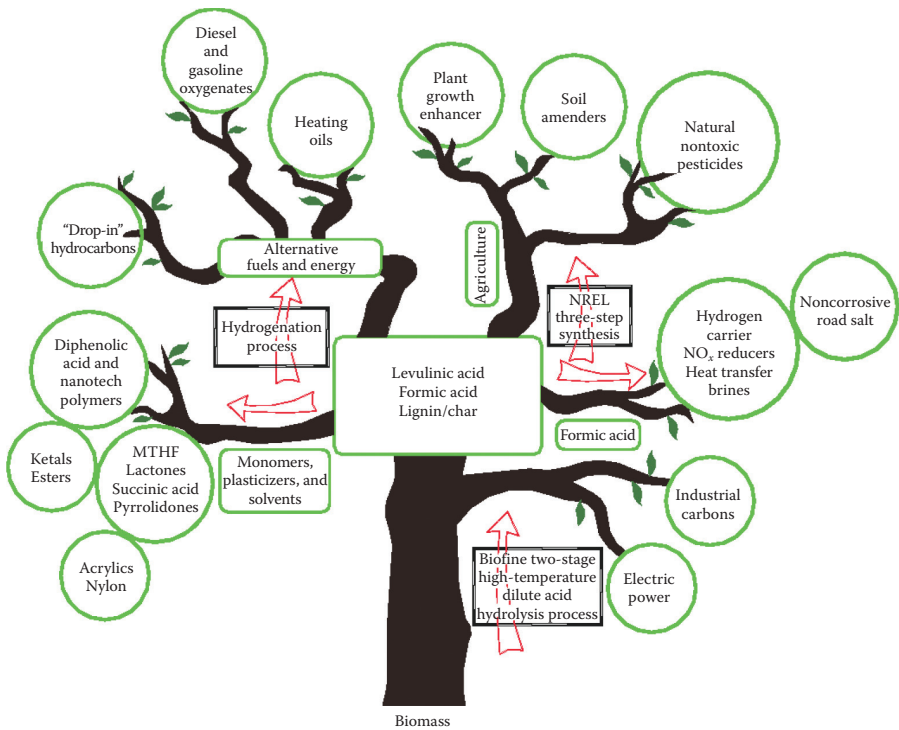 Diesel
and
gasoline
oxygenates
Heating
oils
Plant
growth
enhancer
Soil
amenders
Natural
nontoxic
pesticides
“Drop-in”
hydrocarbons
Alternative
fuels and energy
Agriculture
Hydrogenation
process
NREL
three-step
synthesis
Noncorrosive
road salt
Hydrogen
carrier
NOx reducers
Heat transfer
brines
Diphenolic
acid and
nanotech
polymers
Levulinic acid
Formic acid
Lignin/char
Formic acid
Ketals
Esters
MTHF
Lactones
Succinic acid
Pyrrolidones
Monomers,
plasticizers, and
solvents
Industrial
carbons
Acrylics
Nylon
Biofine two-stage
high-temperature
dilute acid
hydrolysis process
Electric
power
Biomass